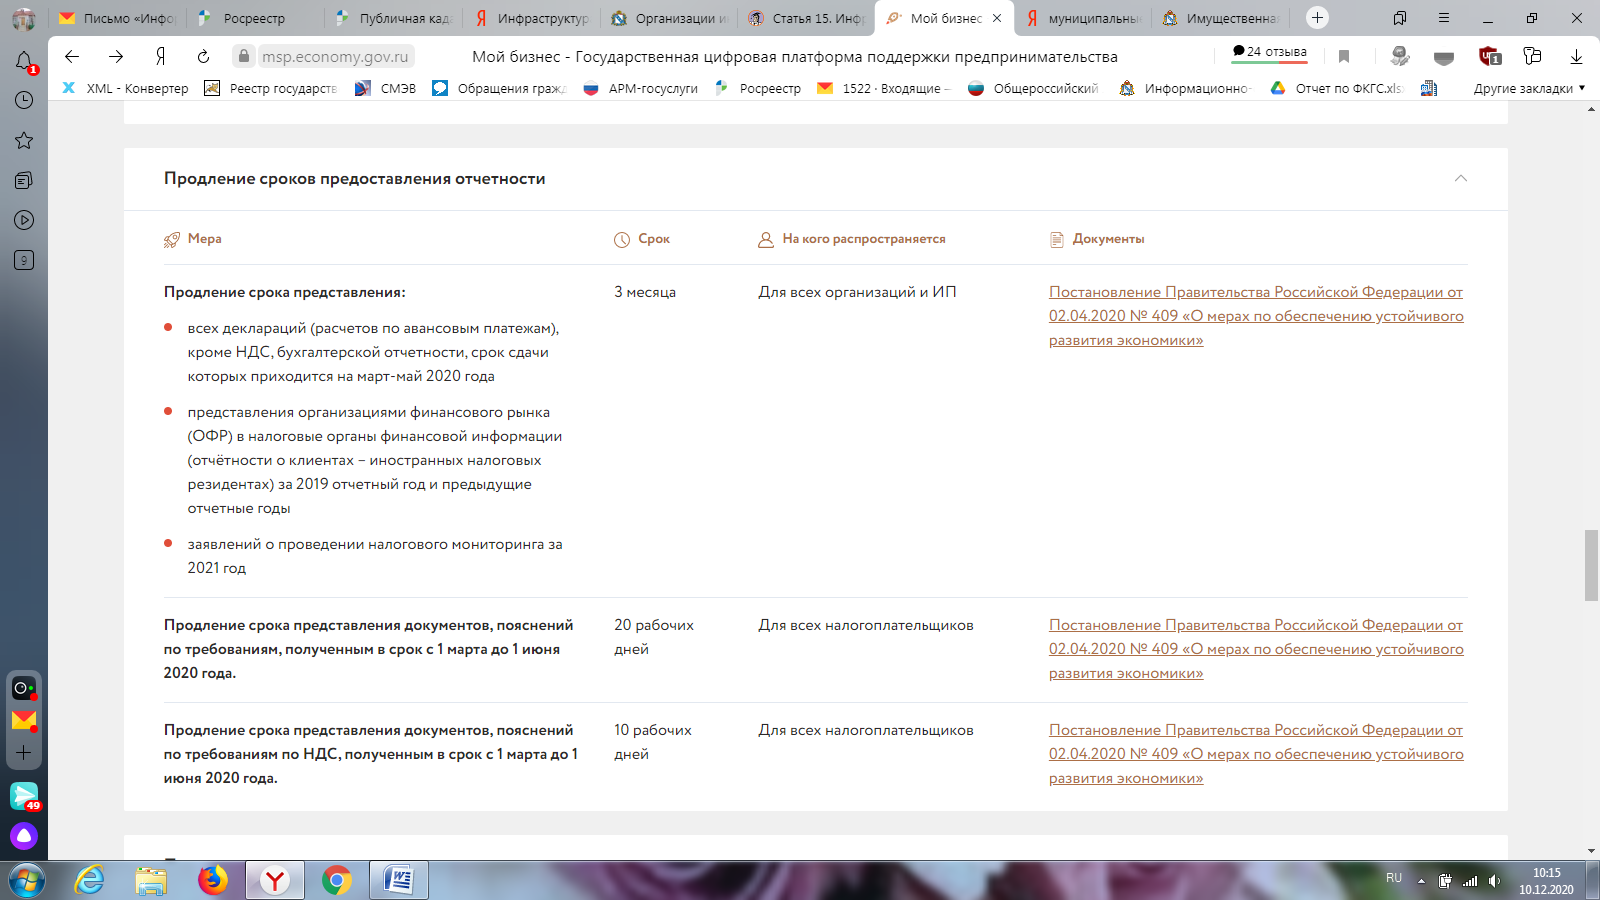 Письмо «Инфор
Росреестр
Публичная када
Инфраструктур
Организации и
Статья 15. Инфр
Мой бизнес
муниципальны
Имущественна
1
msp.economy.gov.ru
Мой бизнес - Государственная цифровая платформа поддержки предпринимательства
24 отзыва
1
XML - Конвертер
Реестр государств
СМЭВ
Обращения гражд
АРМ-госуслуги
Росреестр
1522 · Входящие –
Общероссийский
Информационно-
Отчет по ФКГС.xls
Другие закладки
9
Продление сроков предоставления отчетности
Мера
Срок
На кого распространяется
Документы
Продление срока представления:
всех деклараций (расчетов по авансовым платежам),
кроме НДС, бухгалтерской отчетности, срок сдачи
которых приходится на март-май 2020 года
представления организациями финансового рынка
(ОФР) в налоговые органы финансовой информации
(отчётности о клиентах – иностранных налоговых
резидентах) за 2019 отчетный год и предыдущие
отчетные годы
заявлений о проведении налогового мониторинга за
2021 год
3 месяца
Для всех организаций и ИП
Постановление Правительства Российской Федерации от
02.04.2020 № 409 «О мерах по обеспечению устойчивого
развития экономики»
Продление срока представления документов, пояснений
по требованиям, полученным в срок с 1 марта до 1 июня
2020 года.
20 рабочих
дней
Для всех налогоплательщиков
Постановление Правительства Российской Федерации от
02.04.2020 № 409 «О мерах по обеспечению устойчивого
развития экономики»
Продление срока представления документов, пояснений
по требованиям по НДС, полученным в срок с 1 марта до 1
июня 2020 года.
10 рабочих
дней
Для всех налогоплательщиков
Постановление Правительства Российской Федерации от
02.04.2020 № 409 «О мерах по обеспечению устойчивого
развития экономики»
49
RU
10:15
10.12.2020